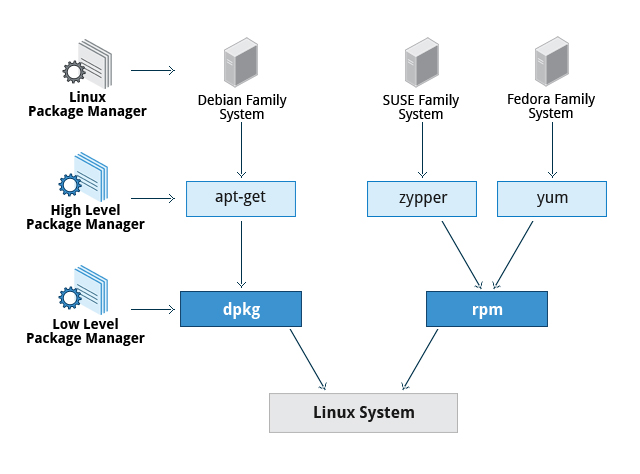 Linux
Package Manager
Debian Family
System
SUSE Family
System
Fedora Family
System
High Level
Package Manager
apt-get
zypper
yum
Low Level
Package Manager
dpkg
rpm
Linux System